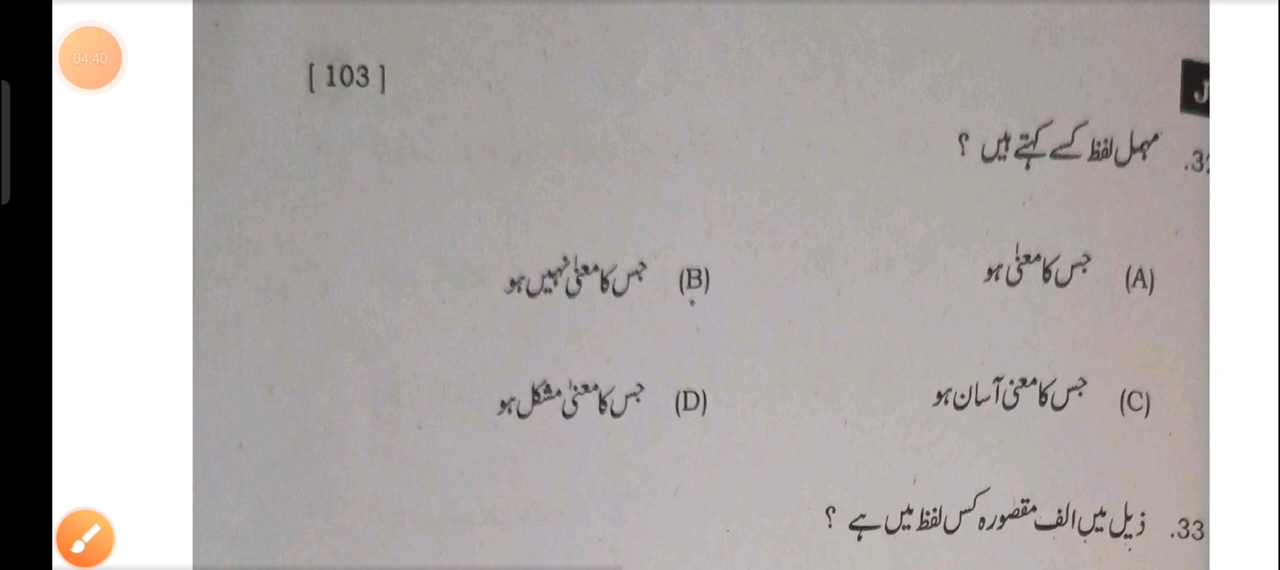 04:40
[ 103 ]
J
.32 مہمل لفظ کسے کہتے ہیں ؟
(A) جس کا معنیٰ ہو (B) جس کا معنیٰ نہیں ہو
(C) جس کا معنی آسان ہو (D) جس کا معنیٰ مشکل ہو
.33 ذیل میں الف مقصورہ کس لفظ میں ہے ؟